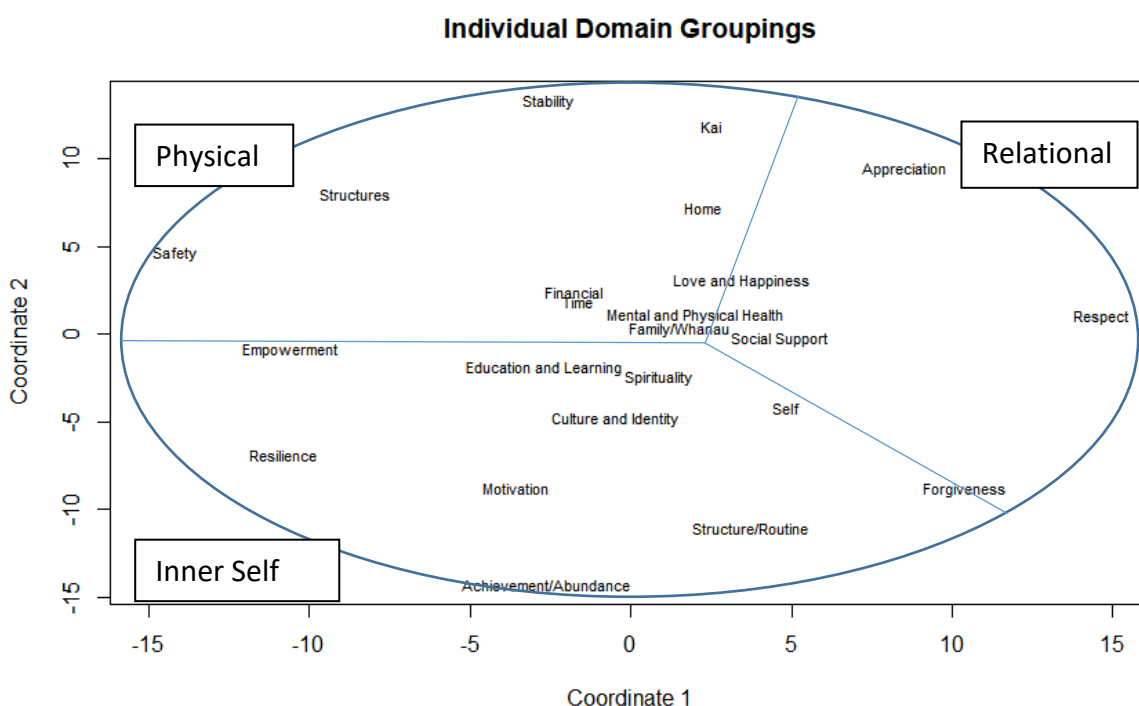 Individual Domain Groupings
Stability
Kai
Physical
Relational
Appreciation
Structures
Home
Safety
Love and Happiness
Financial
Time
Mental and Physical Health
Respect
Family/Whanau
Social Support
Empowerment
Education and Learning
Spirituality
Self
Culture and Identity
Resilience
Motivation
Forgiveness
Structure/Routine
Inner Self
Achievement/Abundance
Coordinate 2
10
5
0
-5
-10
-15
-15
-10
-5
0
5
10
15
Coordinate 1